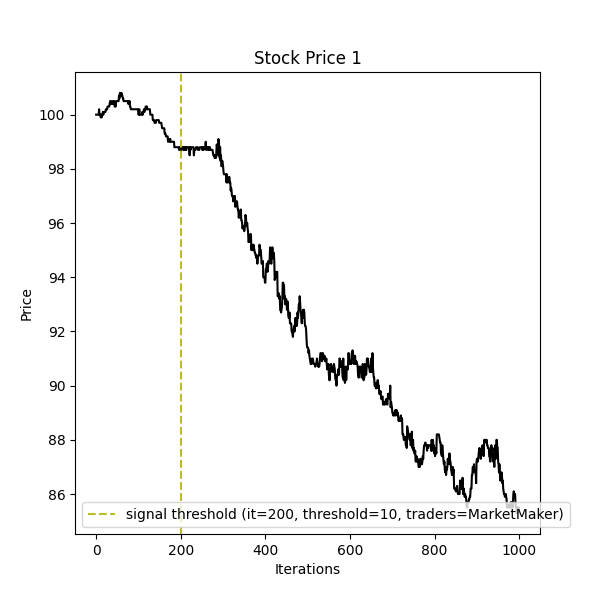 Stock Price 1
Price
100
98
96
94
92
90
88
86
signal threshold (it=200, threshold=10, traders=MarketMaker)
0 200 400 600 800 1000
Iterations